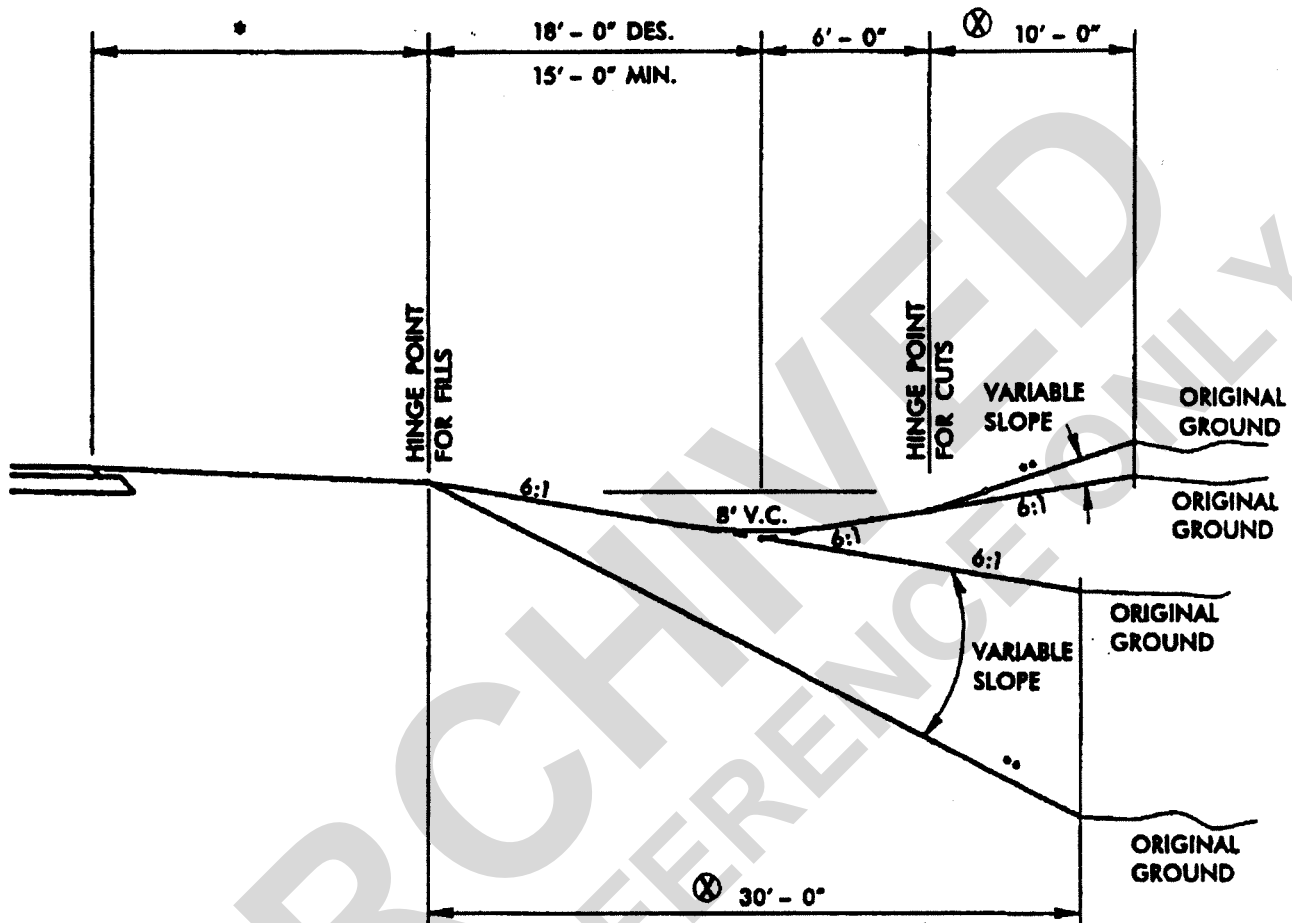 *
18' - 0" DES.
15' - 0" MIN.
6' - 0"
Ⓧ 10' - 0"
HINGE POINT
FOR FILLS
HINGE POINT
FOR CUTS
VARIABLE
SLOPE
ORIGINAL
GROUND
**
6:1
8' V.C.
6:1
6:1
ORIGINAL
GROUND
6:1
ORIGINAL
GROUND
VARIABLE
SLOPE
**
ORIGINAL
GROUND
Ⓧ 30' - 0"
RCHIVED
FERENCE ONLY